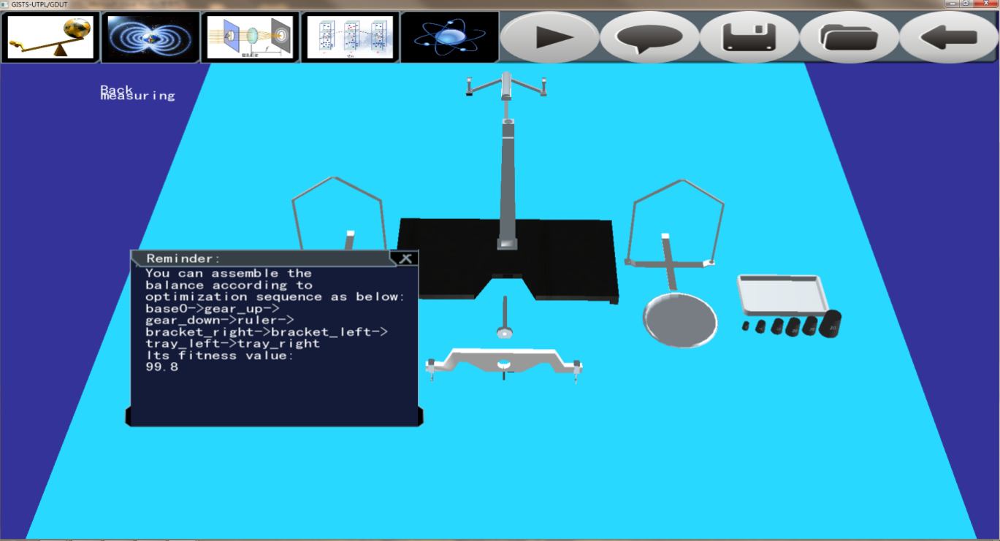 GISTS-UTPL/GDUT
Back
measuring
Reminder:
You can assemble the
balance according to
optimization sequence as below:
base0->gear_up->
gear_down->ruler->
bracket_right->bracket_left->
tray_left->tray_right
Its fitness value:
99.8
20